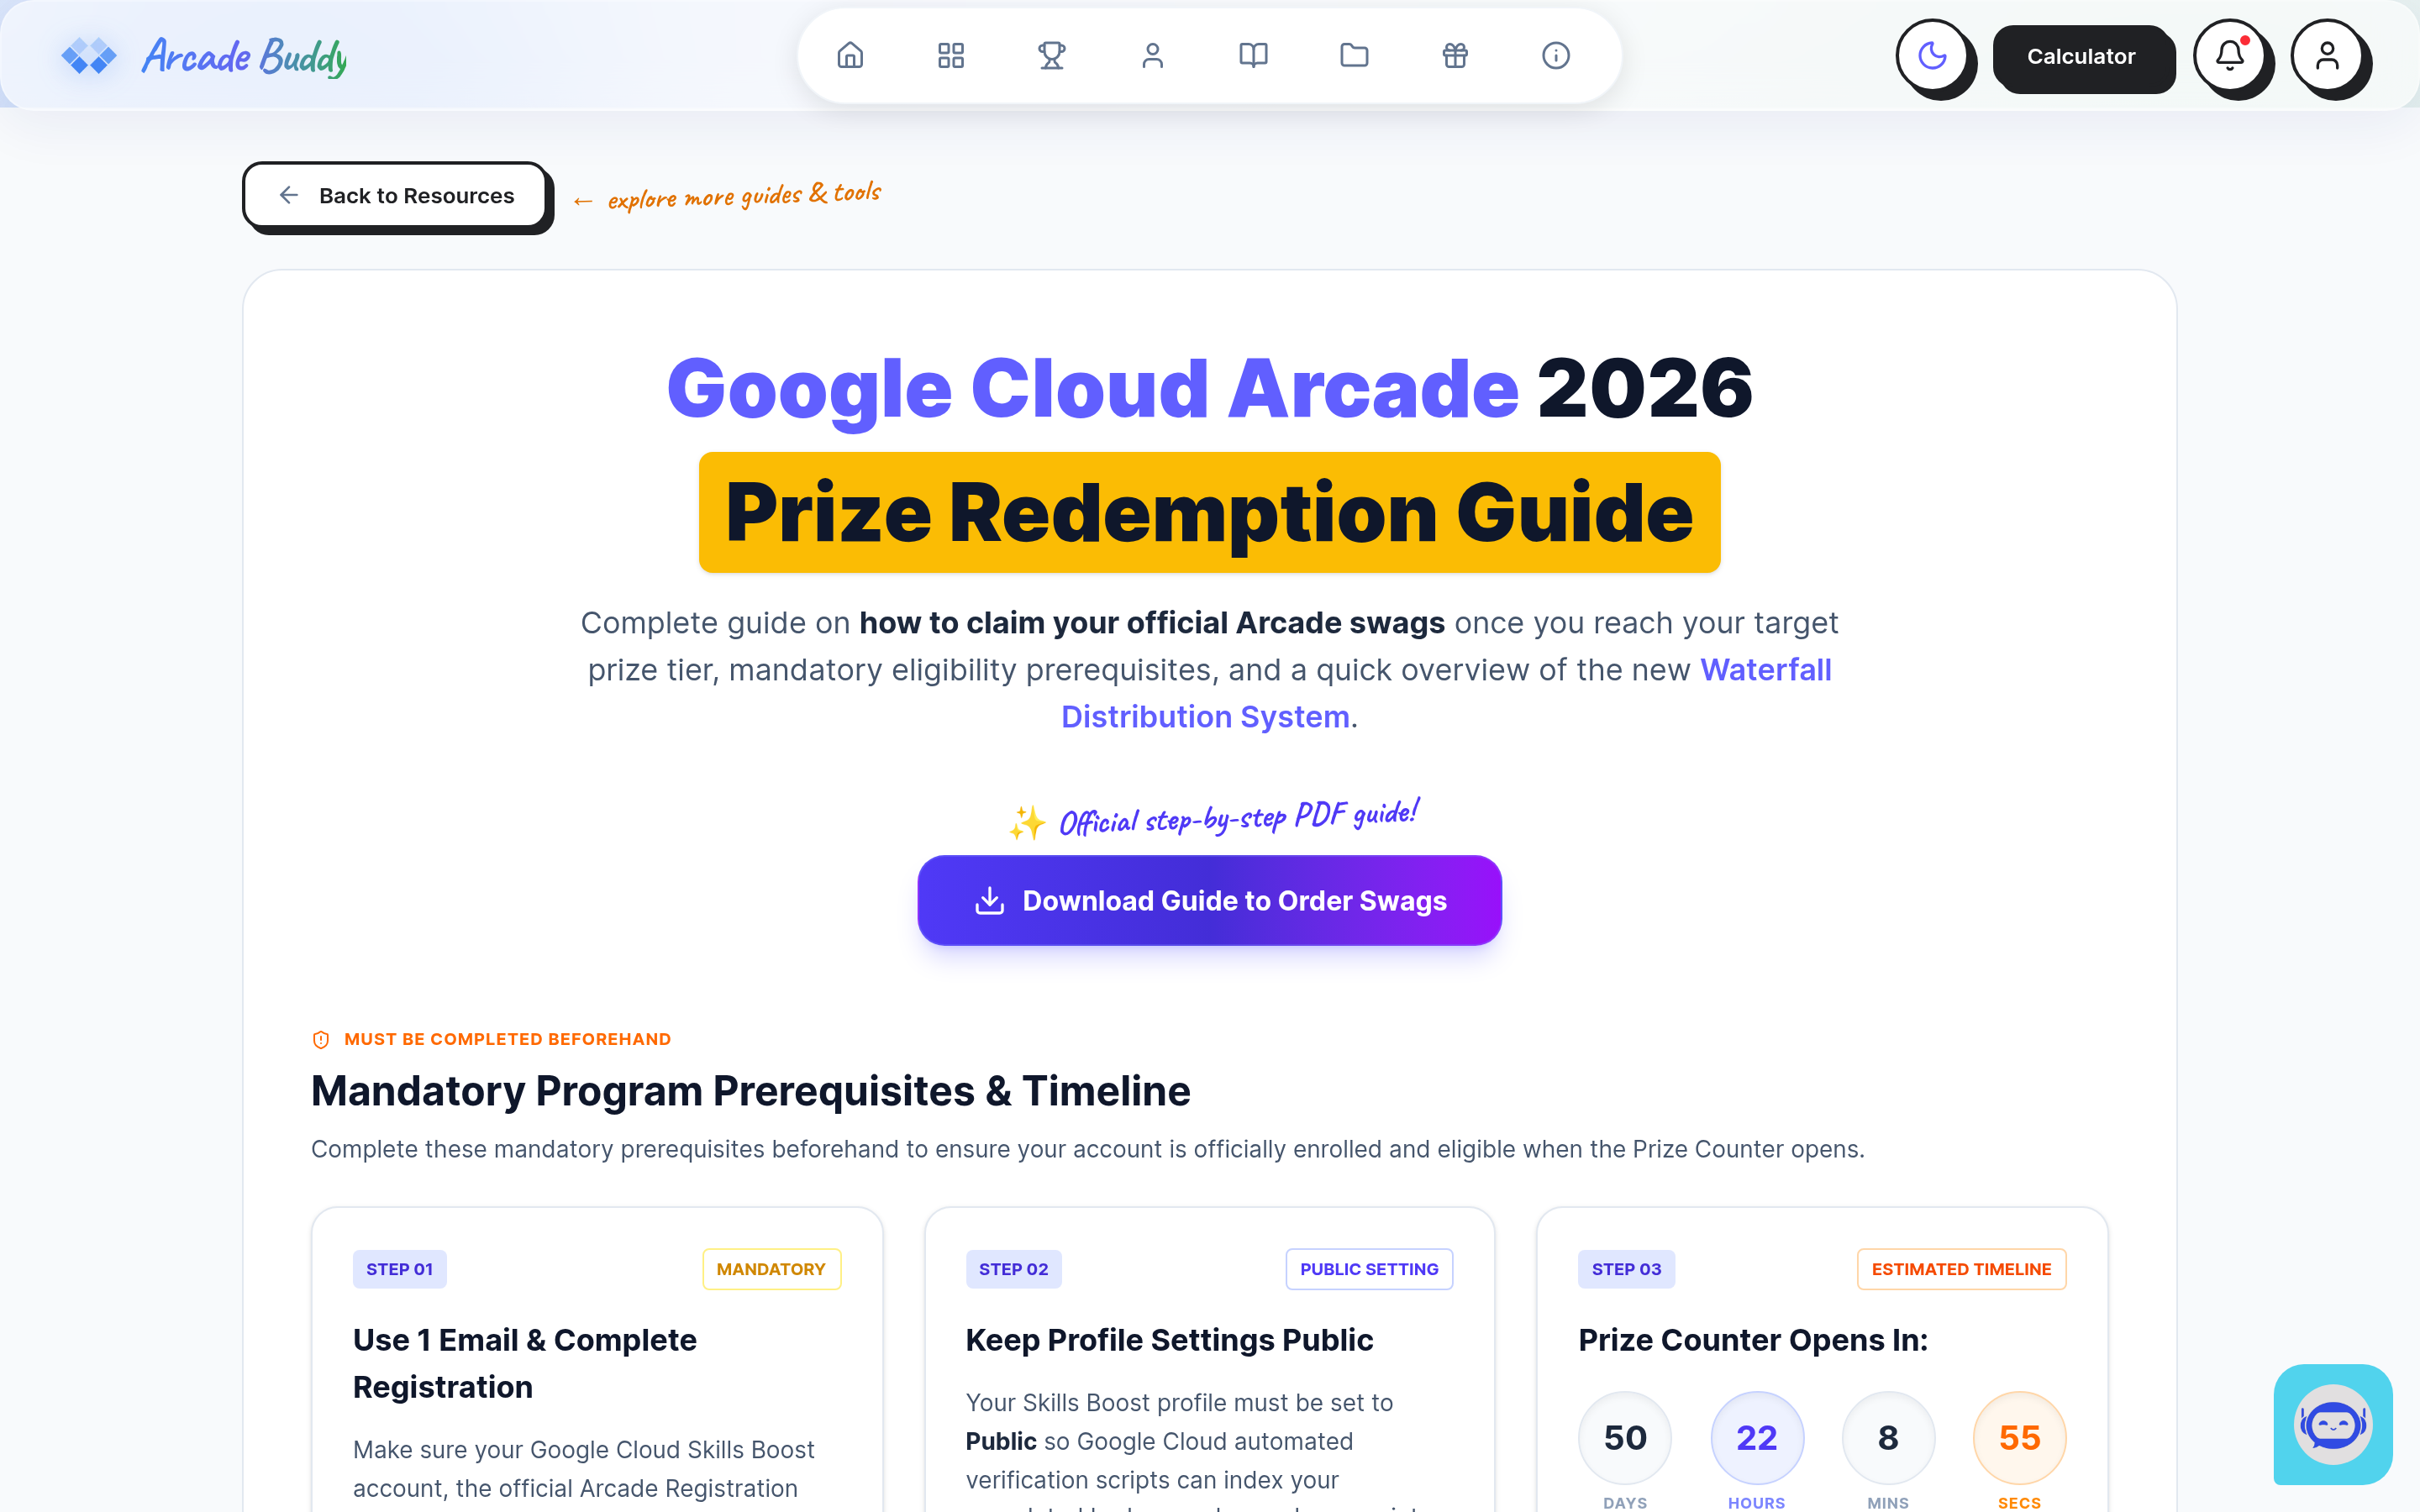 Arcade Buddy
Calculator
Back to Resources
← explore more guides & tools
Google Cloud Arcade 2026
Prize Redemption Guide
Complete guide on how to claim your official Arcade swags once you reach your target
prize tier, mandatory eligibility prerequisites, and a quick overview of the new Waterfall
Distribution System.
✨ Official step-by-step PDF guide!
Download Guide to Order Swags
MUST BE COMPLETED BEFOREHAND
Mandatory Program Prerequisites & Timeline
Complete these mandatory prerequisites beforehand to ensure your account is officially enrolled and eligible when the Prize Counter opens.
STEP 01
MANDATORY
Use 1 Email & Complete
Registration
Make sure your Google Cloud Skills Boost
account, the official Arcade Registration
STEP 02
PUBLIC SETTING
Keep Profile Settings Public
Your Skills Boost profile must be set to
Public so Google Cloud automated
verification scripts can index your
STEP 03
ESTIMATED TIMELINE
Prize Counter Opens In:
50
22
8
55
DAYS
HOURS
MINS
SECS